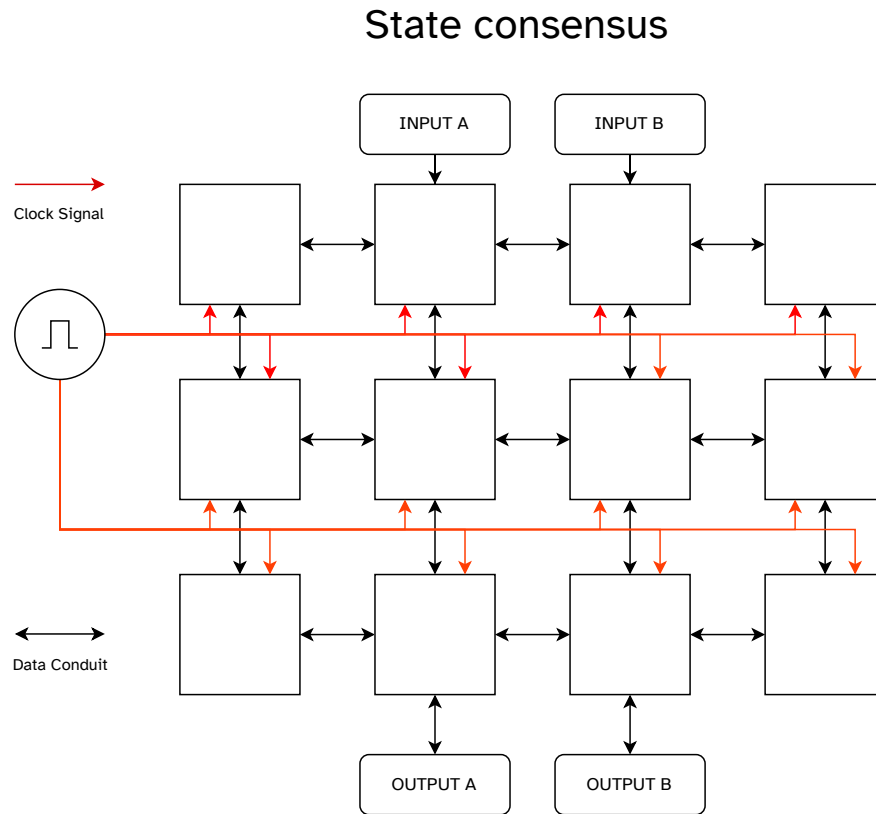 State consensus
INPUT A
INPUT B
Clock Signal
Data Conduit
OUTPUT A
OUTPUT B